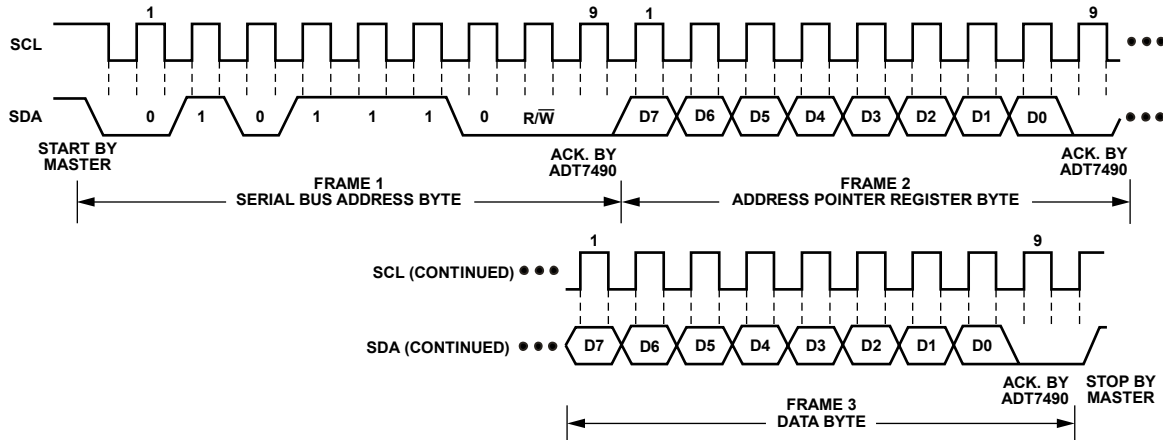 1 9 1 9
SCL
SDA 0 1 0 1 1 1 0 R/W̅ D7 D6 D5 D4 D3 D2 D1 D0
START BY
MASTER
ACK. BY
ADT7490
ACK. BY
ADT7490
FRAME 1
SERIAL BUS ADDRESS BYTE
FRAME 2
ADDRESS POINTER REGISTER BYTE
1 9
SCL (CONTINUED)
SDA (CONTINUED) D7 D6 D5 D4 D3 D2 D1 D0
ACK. BY
ADT7490
STOP BY
MASTER
FRAME 3
DATA BYTE